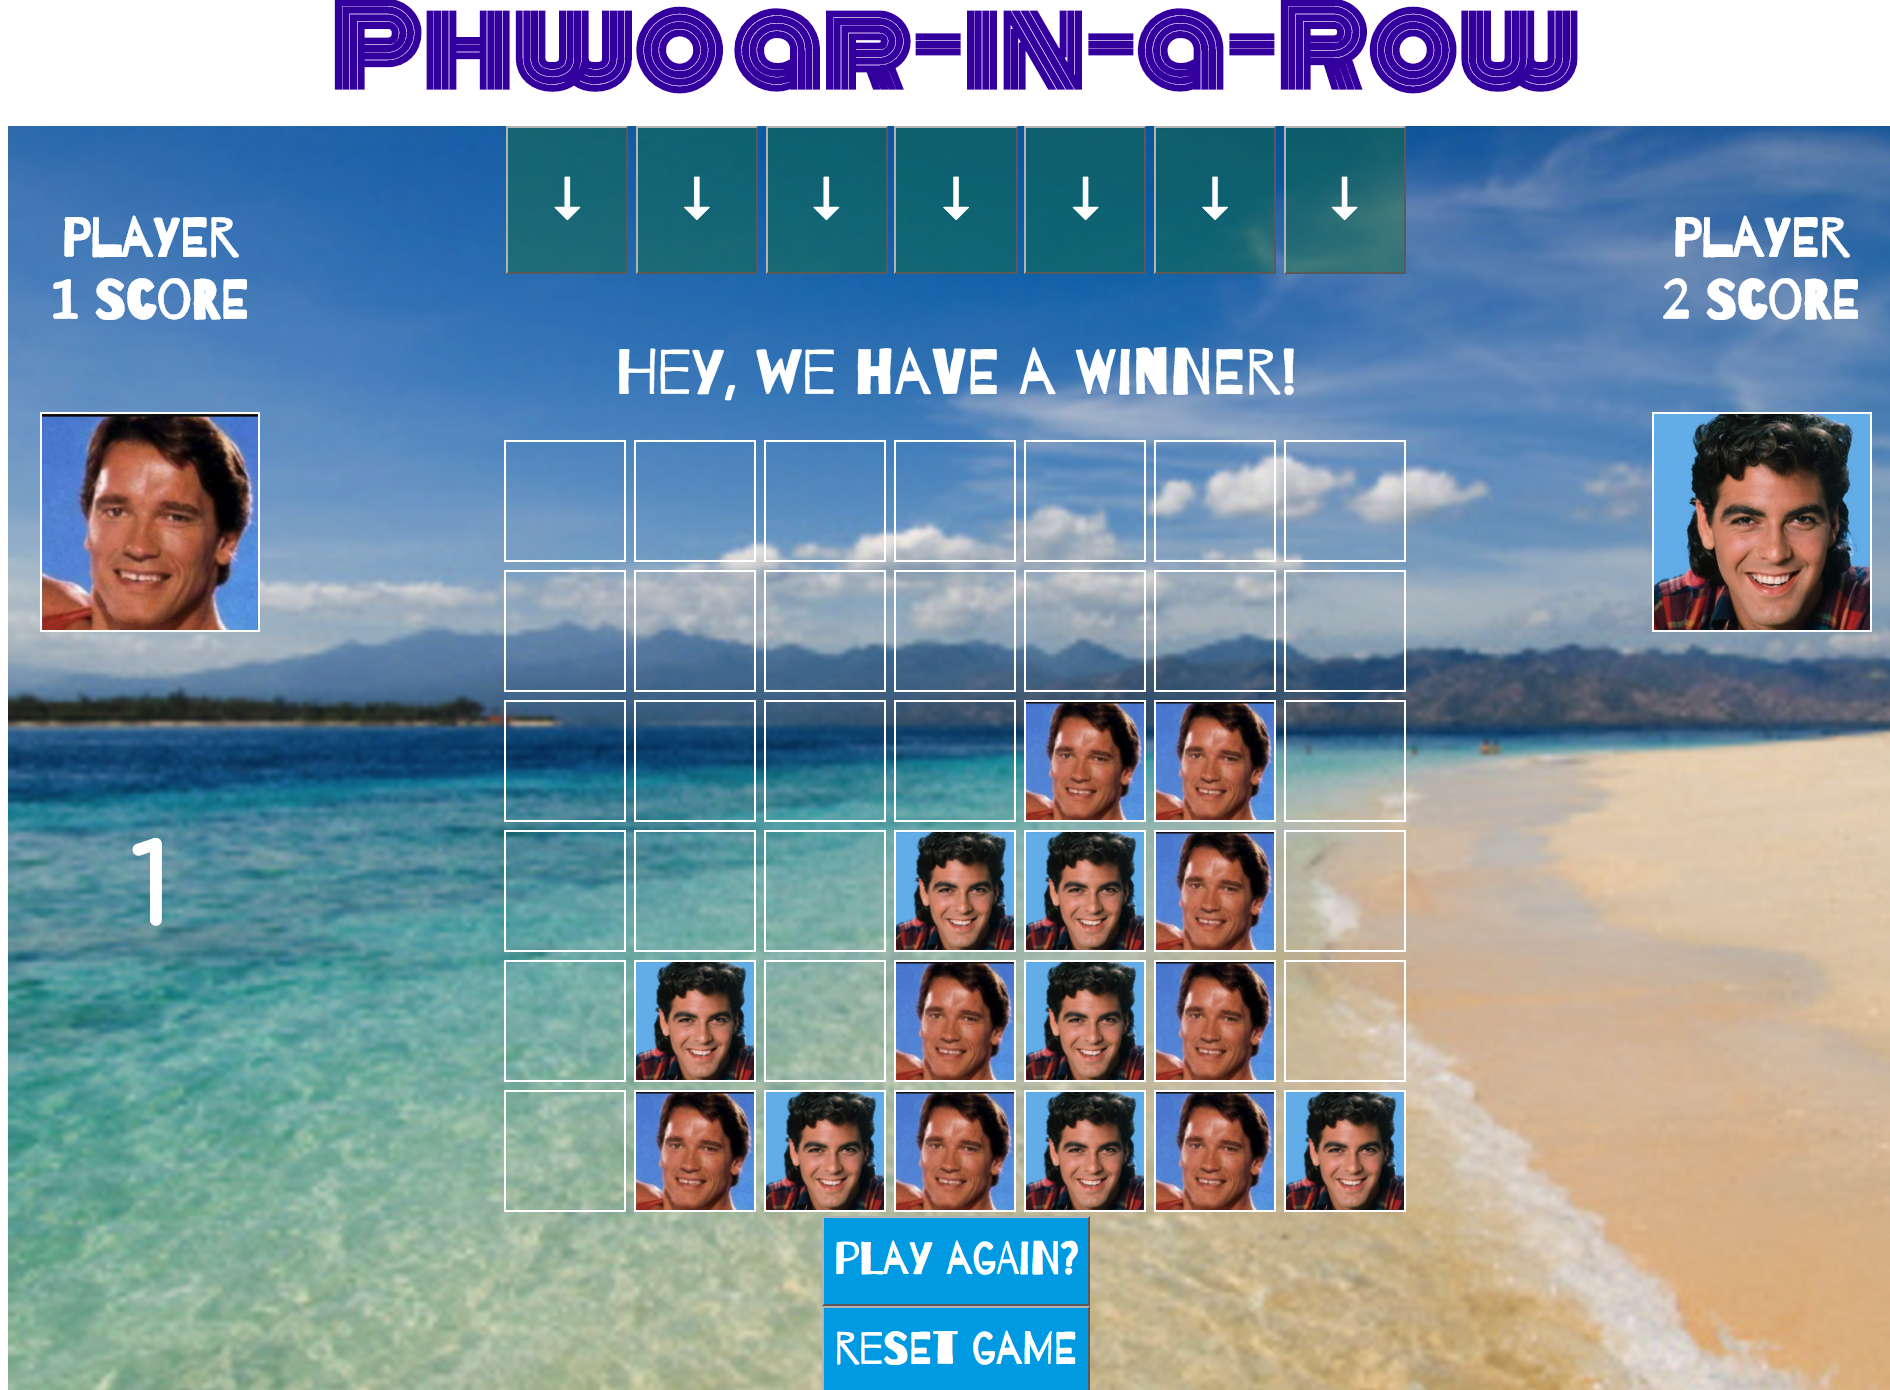 Phwoar-in-a-Row
↓ ↓ ↓ ↓ ↓ ↓ ↓
PLAYER
1 SCORE
PLAYER
2 SCORE
HEY, WE HAVE A WINNER!
1
PLAY AGAIN?
RESET GAME